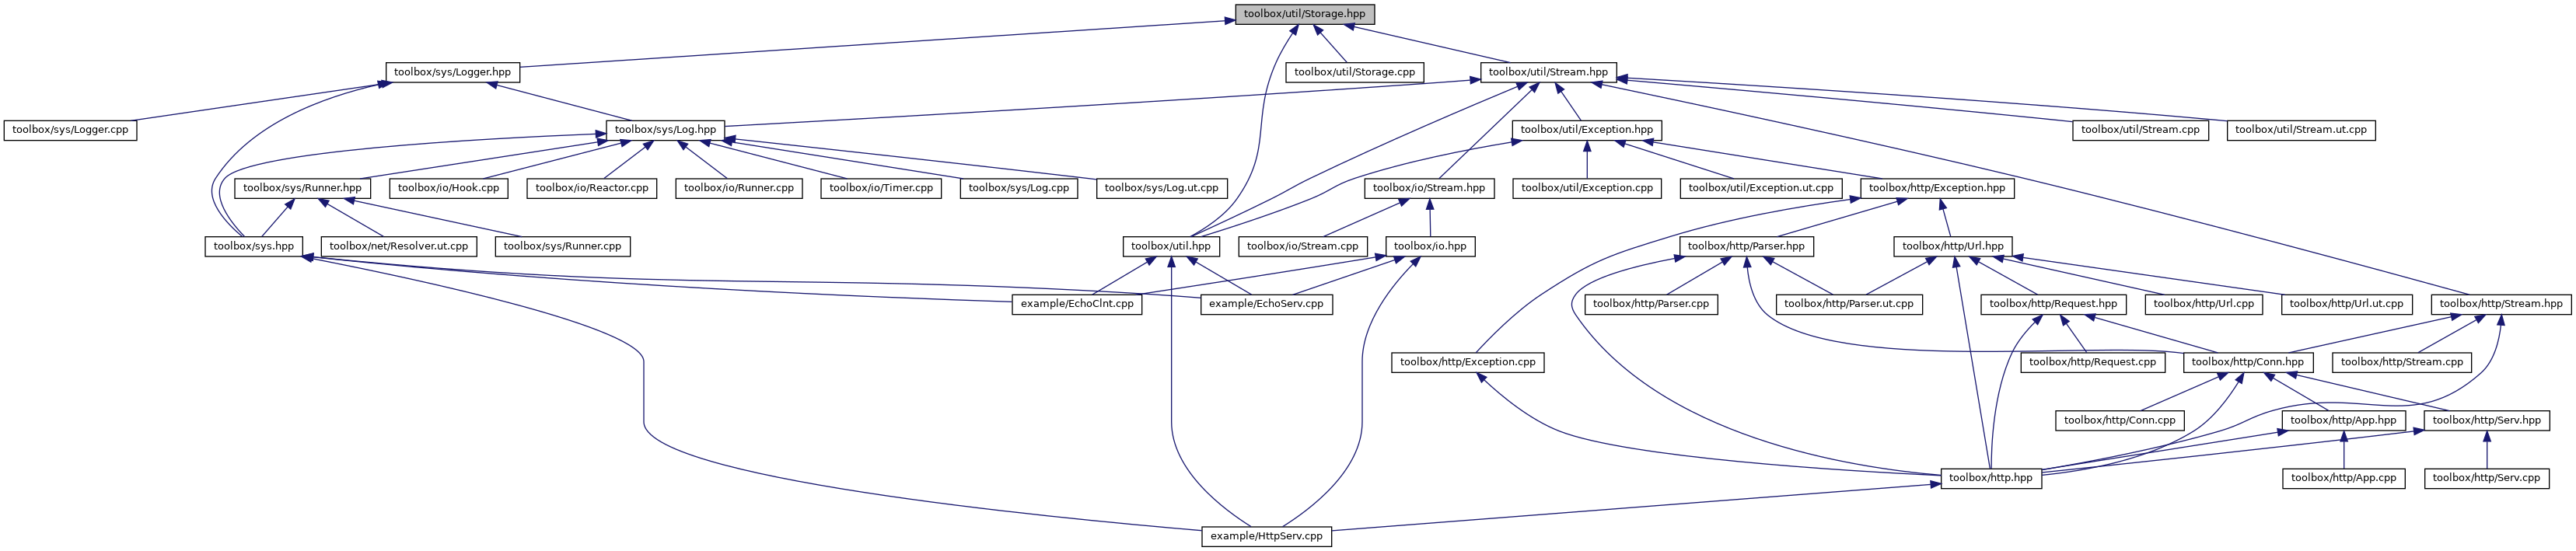 toolbox/util/Storage.hpp
toolbox/sys/Logger.hpp
toolbox/util/Storage.cpp
toolbox/util/Stream.hpp
toolbox/sys/Logger.cpp
toolbox/sys/Log.hpp
toolbox/util/Exception.hpp
toolbox/util/Stream.cpp
toolbox/util/Stream.ut.cpp
toolbox/sys/Runner.hpp
toolbox/io/Hook.cpp
toolbox/io/Reactor.cpp
toolbox/io/Runner.cpp
toolbox/io/Timer.cpp
toolbox/sys/Log.cpp
toolbox/sys/Log.ut.cpp
toolbox/io/Stream.hpp
toolbox/util/Exception.cpp
toolbox/util/Exception.ut.cpp
toolbox/http/Exception.hpp
toolbox/sys.hpp
toolbox/net/Resolver.ut.cpp
toolbox/sys/Runner.cpp
toolbox/util.hpp
toolbox/io/Stream.cpp
toolbox/io.hpp
toolbox/http/Parser.hpp
toolbox/http/Url.hpp
example/EchoClnt.cpp
example/EchoServ.cpp
toolbox/http/Parser.cpp
toolbox/http/Parser.ut.cpp
toolbox/http/Request.hpp
toolbox/http/Url.cpp
toolbox/http/Url.ut.cpp
toolbox/http/Stream.hpp
toolbox/http/Exception.cpp
toolbox/http/Request.cpp
toolbox/http/Conn.hpp
toolbox/http/Stream.cpp
toolbox/http/Conn.cpp
toolbox/http/App.hpp
toolbox/http/Serv.hpp
toolbox/http.hpp
toolbox/http/App.cpp
toolbox/http/Serv.cpp
example/HttpServ.cpp